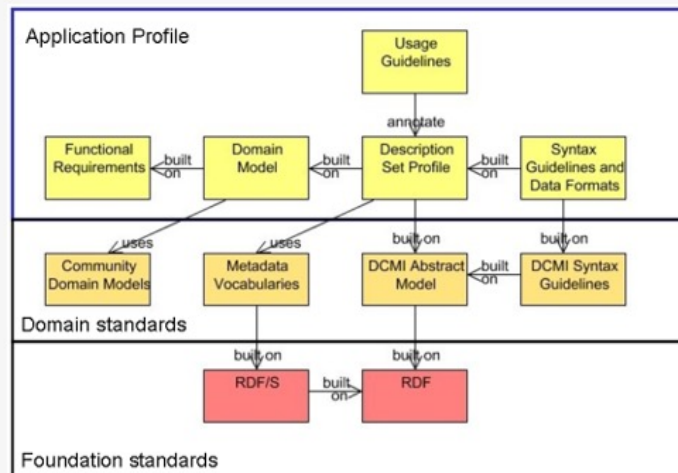 Application Profile
Usage
Guidelines
annotate
Functional
Requirements
built
on
Domain
Model
built
on
Description
Set Profile
built
on
Syntax
Guidelines and
Data Formats
uses
uses
built on
built on
Community
Domain Models
Metadata
Vocabularies
DCMI Abstract
Model
built
on
DCMI Syntax
Guidelines
Domain standards
built on
built on
RDF/S
built
on
RDF
Foundation standards